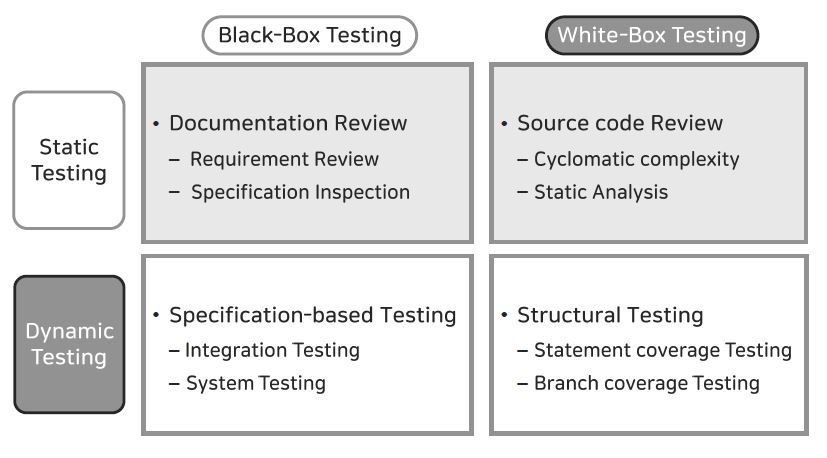 Black-Box Testing
White-Box Testing
Static
Testing
• Documentation Review
– Requirement Review
– Specification Inspection
• Source code Review
– Cyclomatic complexity
– Static Analysis
Dynamic
Testing
• Specification-based Testing
– Integration Testing
– System Testing
• Structural Testing
– Statement coverage Testing
– Branch coverage Testing